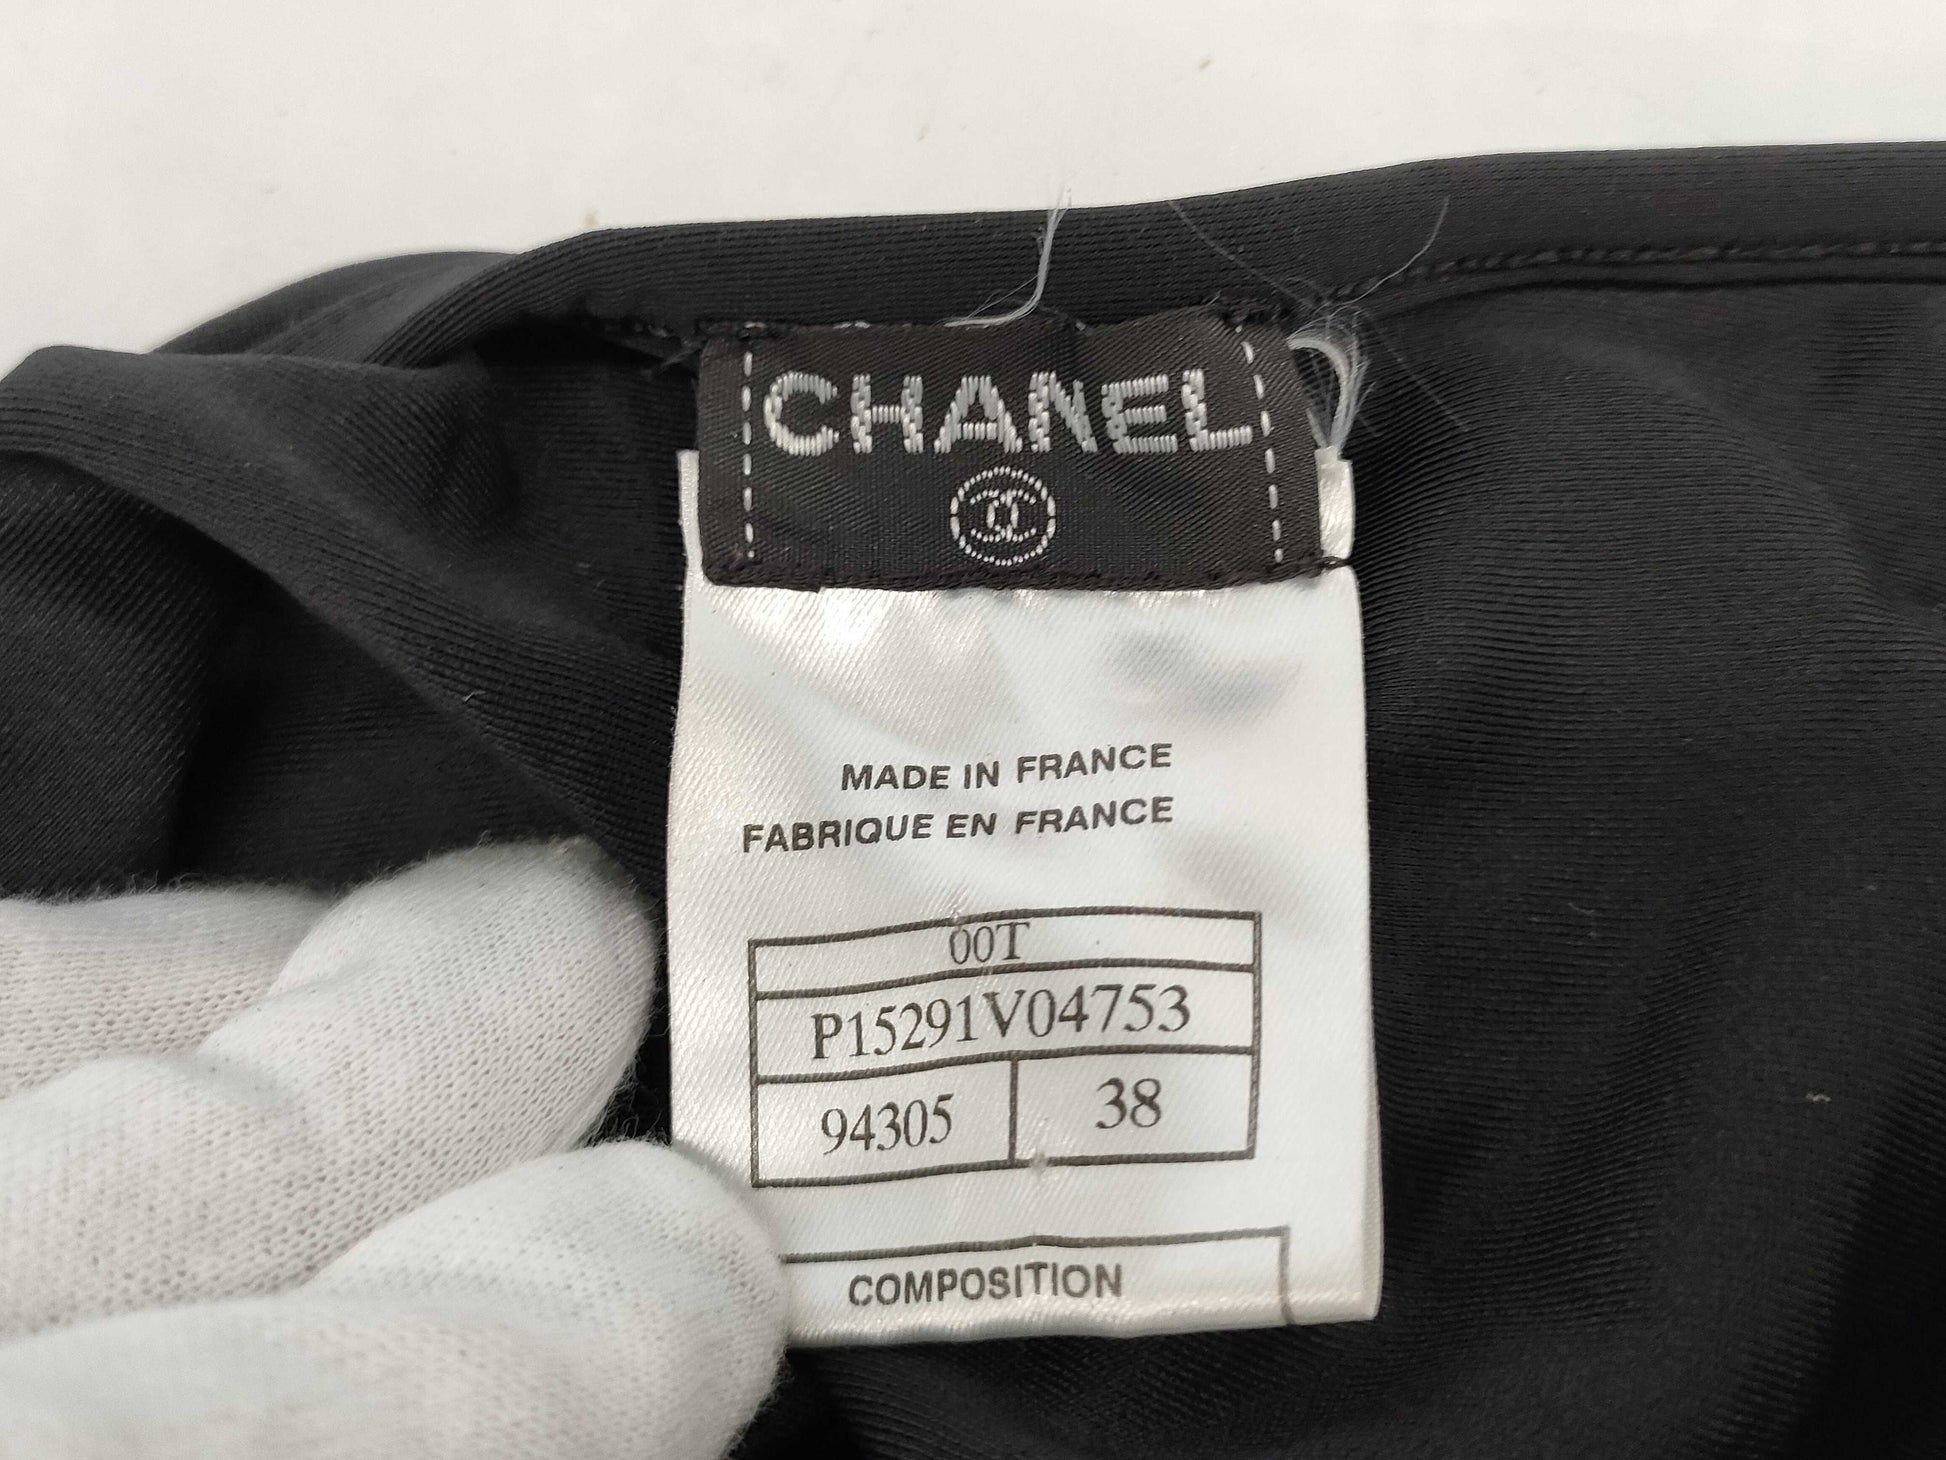 CHANEL
MADE IN FRANCE
FABRIQUE EN FRANCE
00T
P15291V04753
94305 38
COMPOSITION